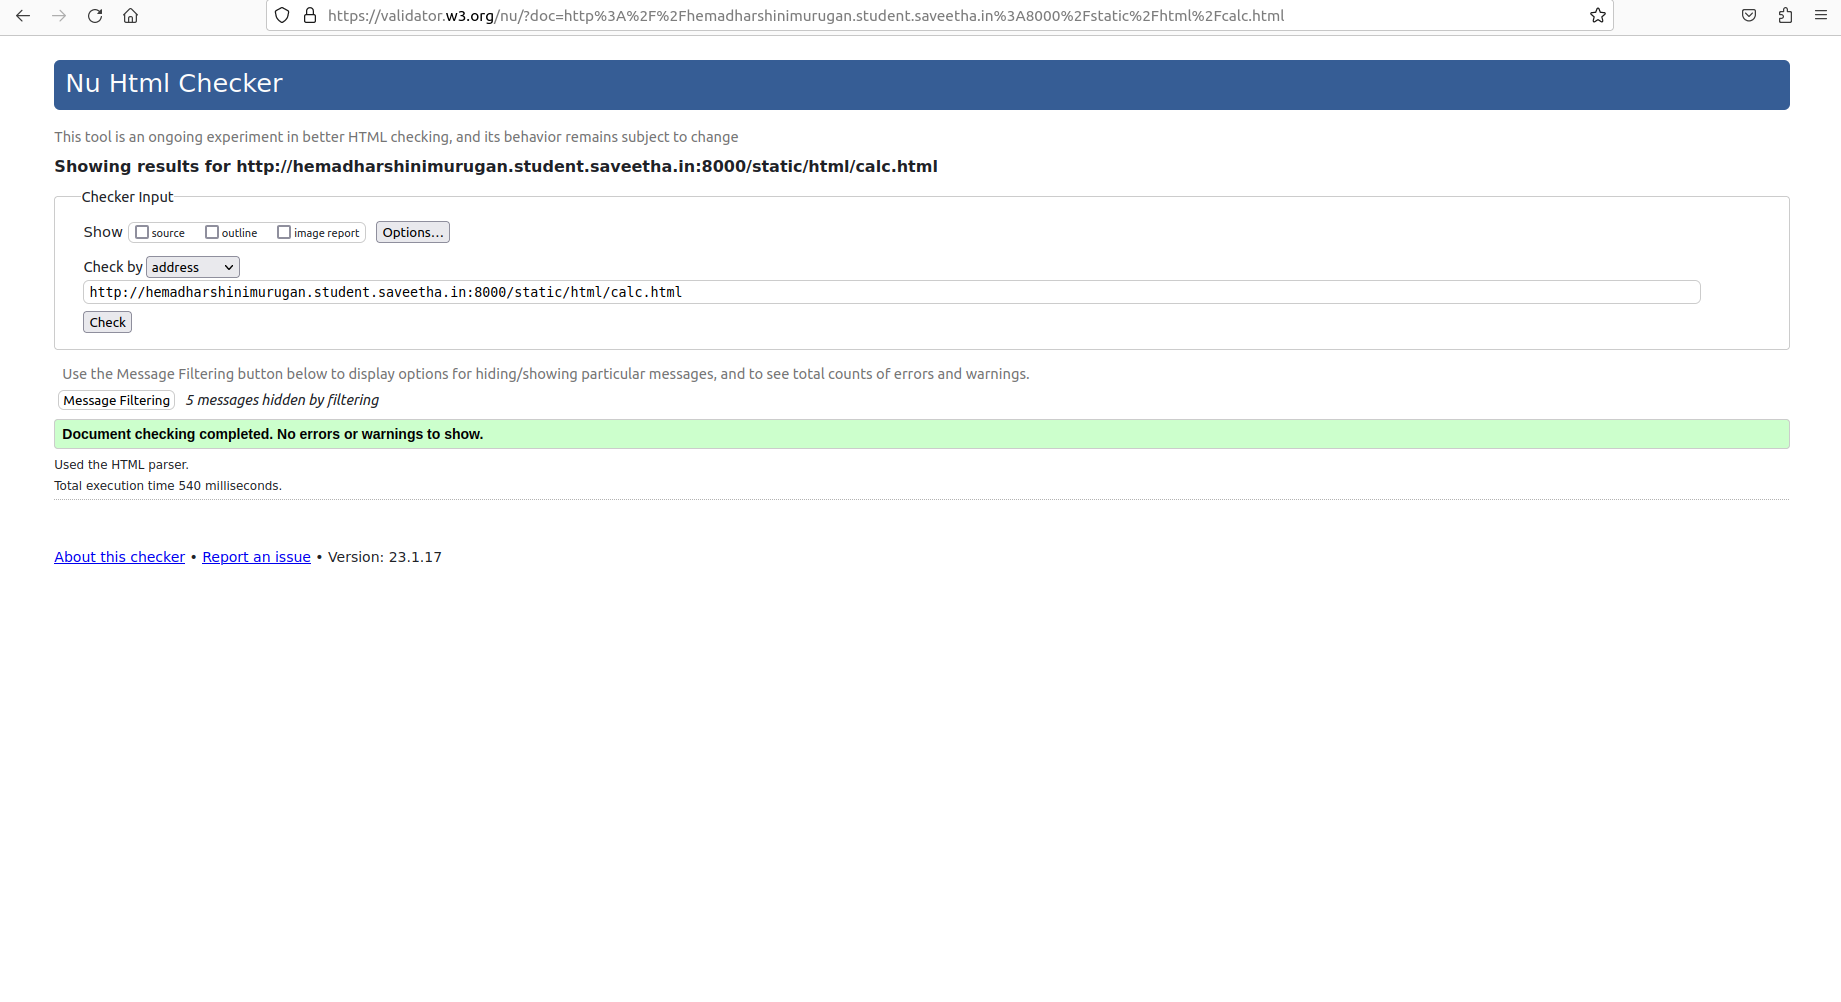 https://validator.w3.org/nu/?doc=http%3A%2F%2Fhemadharshinimurugan.student.saveetha.in%3A8000%2Fstatic%2Fhtml%2Fcalc.html
Nu Html Checker
This tool is an ongoing experiment in better HTML checking, and its behavior remains subject to change
Showing results for http://hemadharshinimurugan.student.saveetha.in:8000/static/html/calc.html
Checker Input
Show source outline image report Options...
Check by address
http://hemadharshinimurugan.student.saveetha.in:8000/static/html/calc.html
Check
Use the Message Filtering button below to display options for hiding/showing particular messages, and to see total counts of errors and warnings.
Message Filtering 5 messages hidden by filtering
Document checking completed. No errors or warnings to show.
Used the HTML parser.
Total execution time 540 milliseconds.
About this checker • Report an issue • Version: 23.1.17